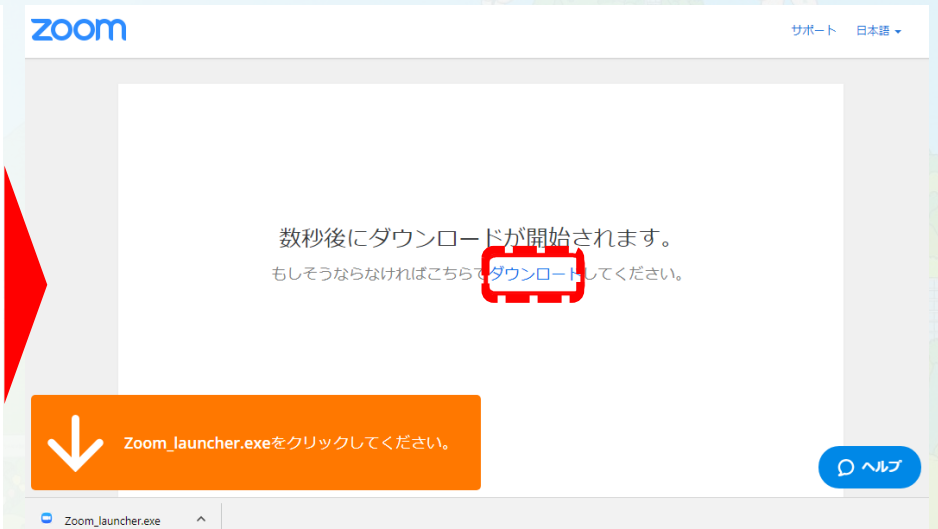 zoom
サポート 日本語
数秒後にダウンロードが開始されます。
もしそうならなければこちらでダウンロードしてください。
Zoom_launcher.exeをクリックしてください。
ヘルプ
Zoom_launcher.exe